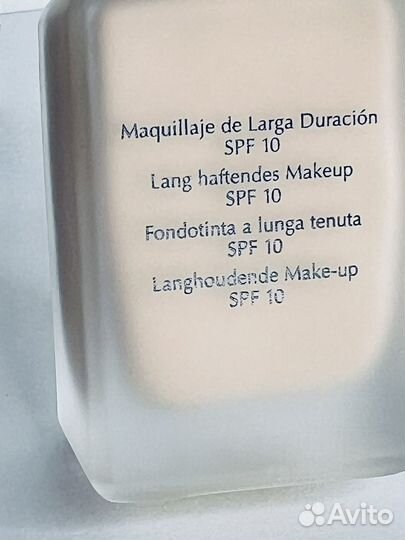 Maquillaje de Larga Duración
SPF 10
Lang haftendes Makeup
SPF 10
Fondotinta a lunga tenuta
SPF 10
Langhoudende Make-up
SPF 10
Avito